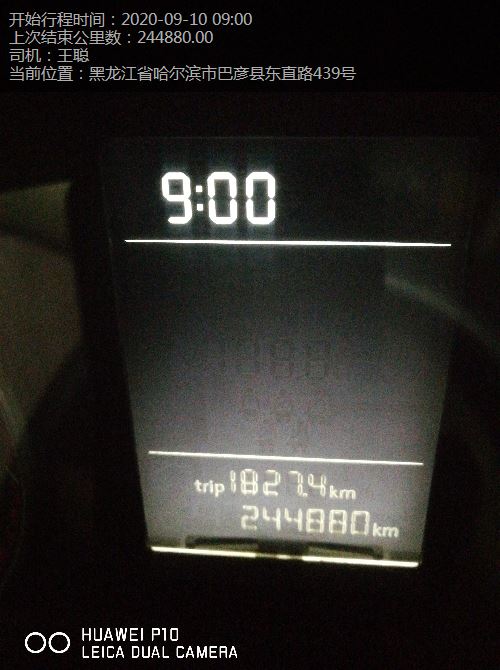 开始行程时间：2020-09-10 09:00
上次结束公里数：244880.00
司机：王聪
当前位置：黑龙江省哈尔滨市巴彦县东直路439号
9:00
trip 1827.4 km
244880 km
HUAWEI P10
LEICA DUAL CAMERA